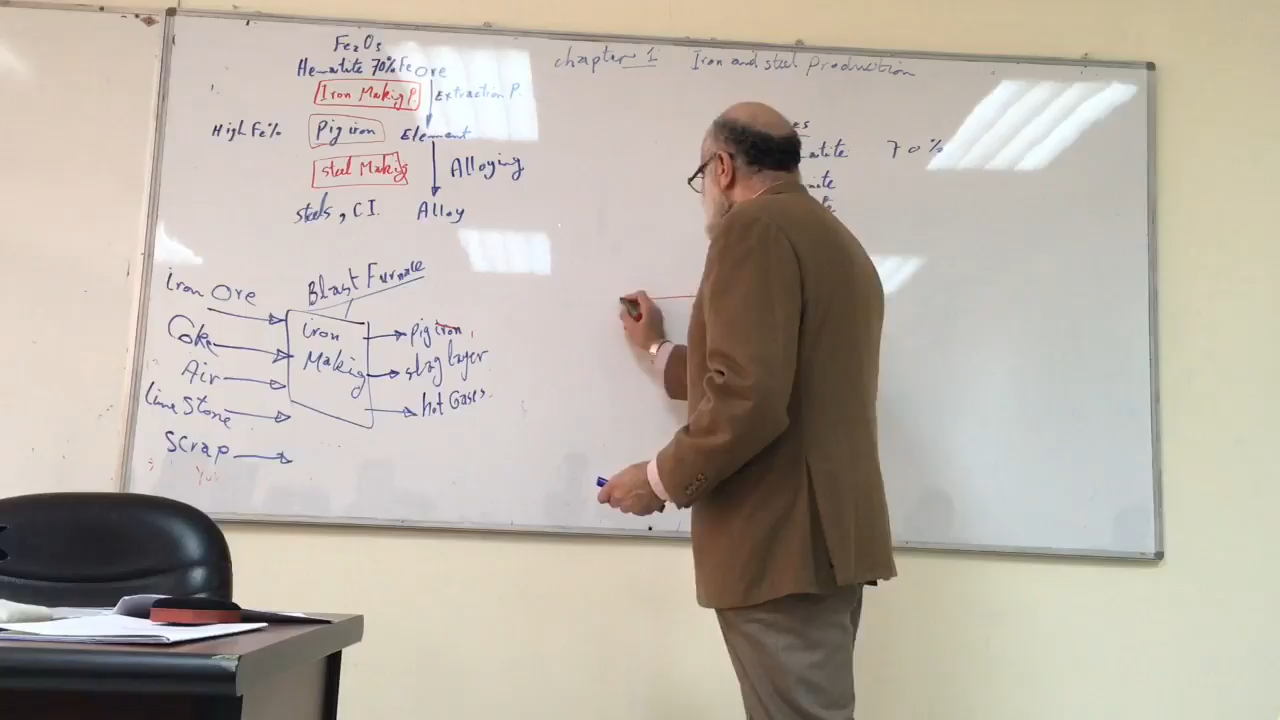 chapter 1 Iron and steel Production
Fe2O3
Hematite 70% Fe Ore
Iron Making P. Extraction P.
High Fe% Pig iron Element
steel Making Alloying
steels, C.I. Alloy
70%
Blast Furnace
Iron Ore
Coke
Air
Lime Stone
Scrap
iron
Making
pig iron,
slag layer
hot Gases.